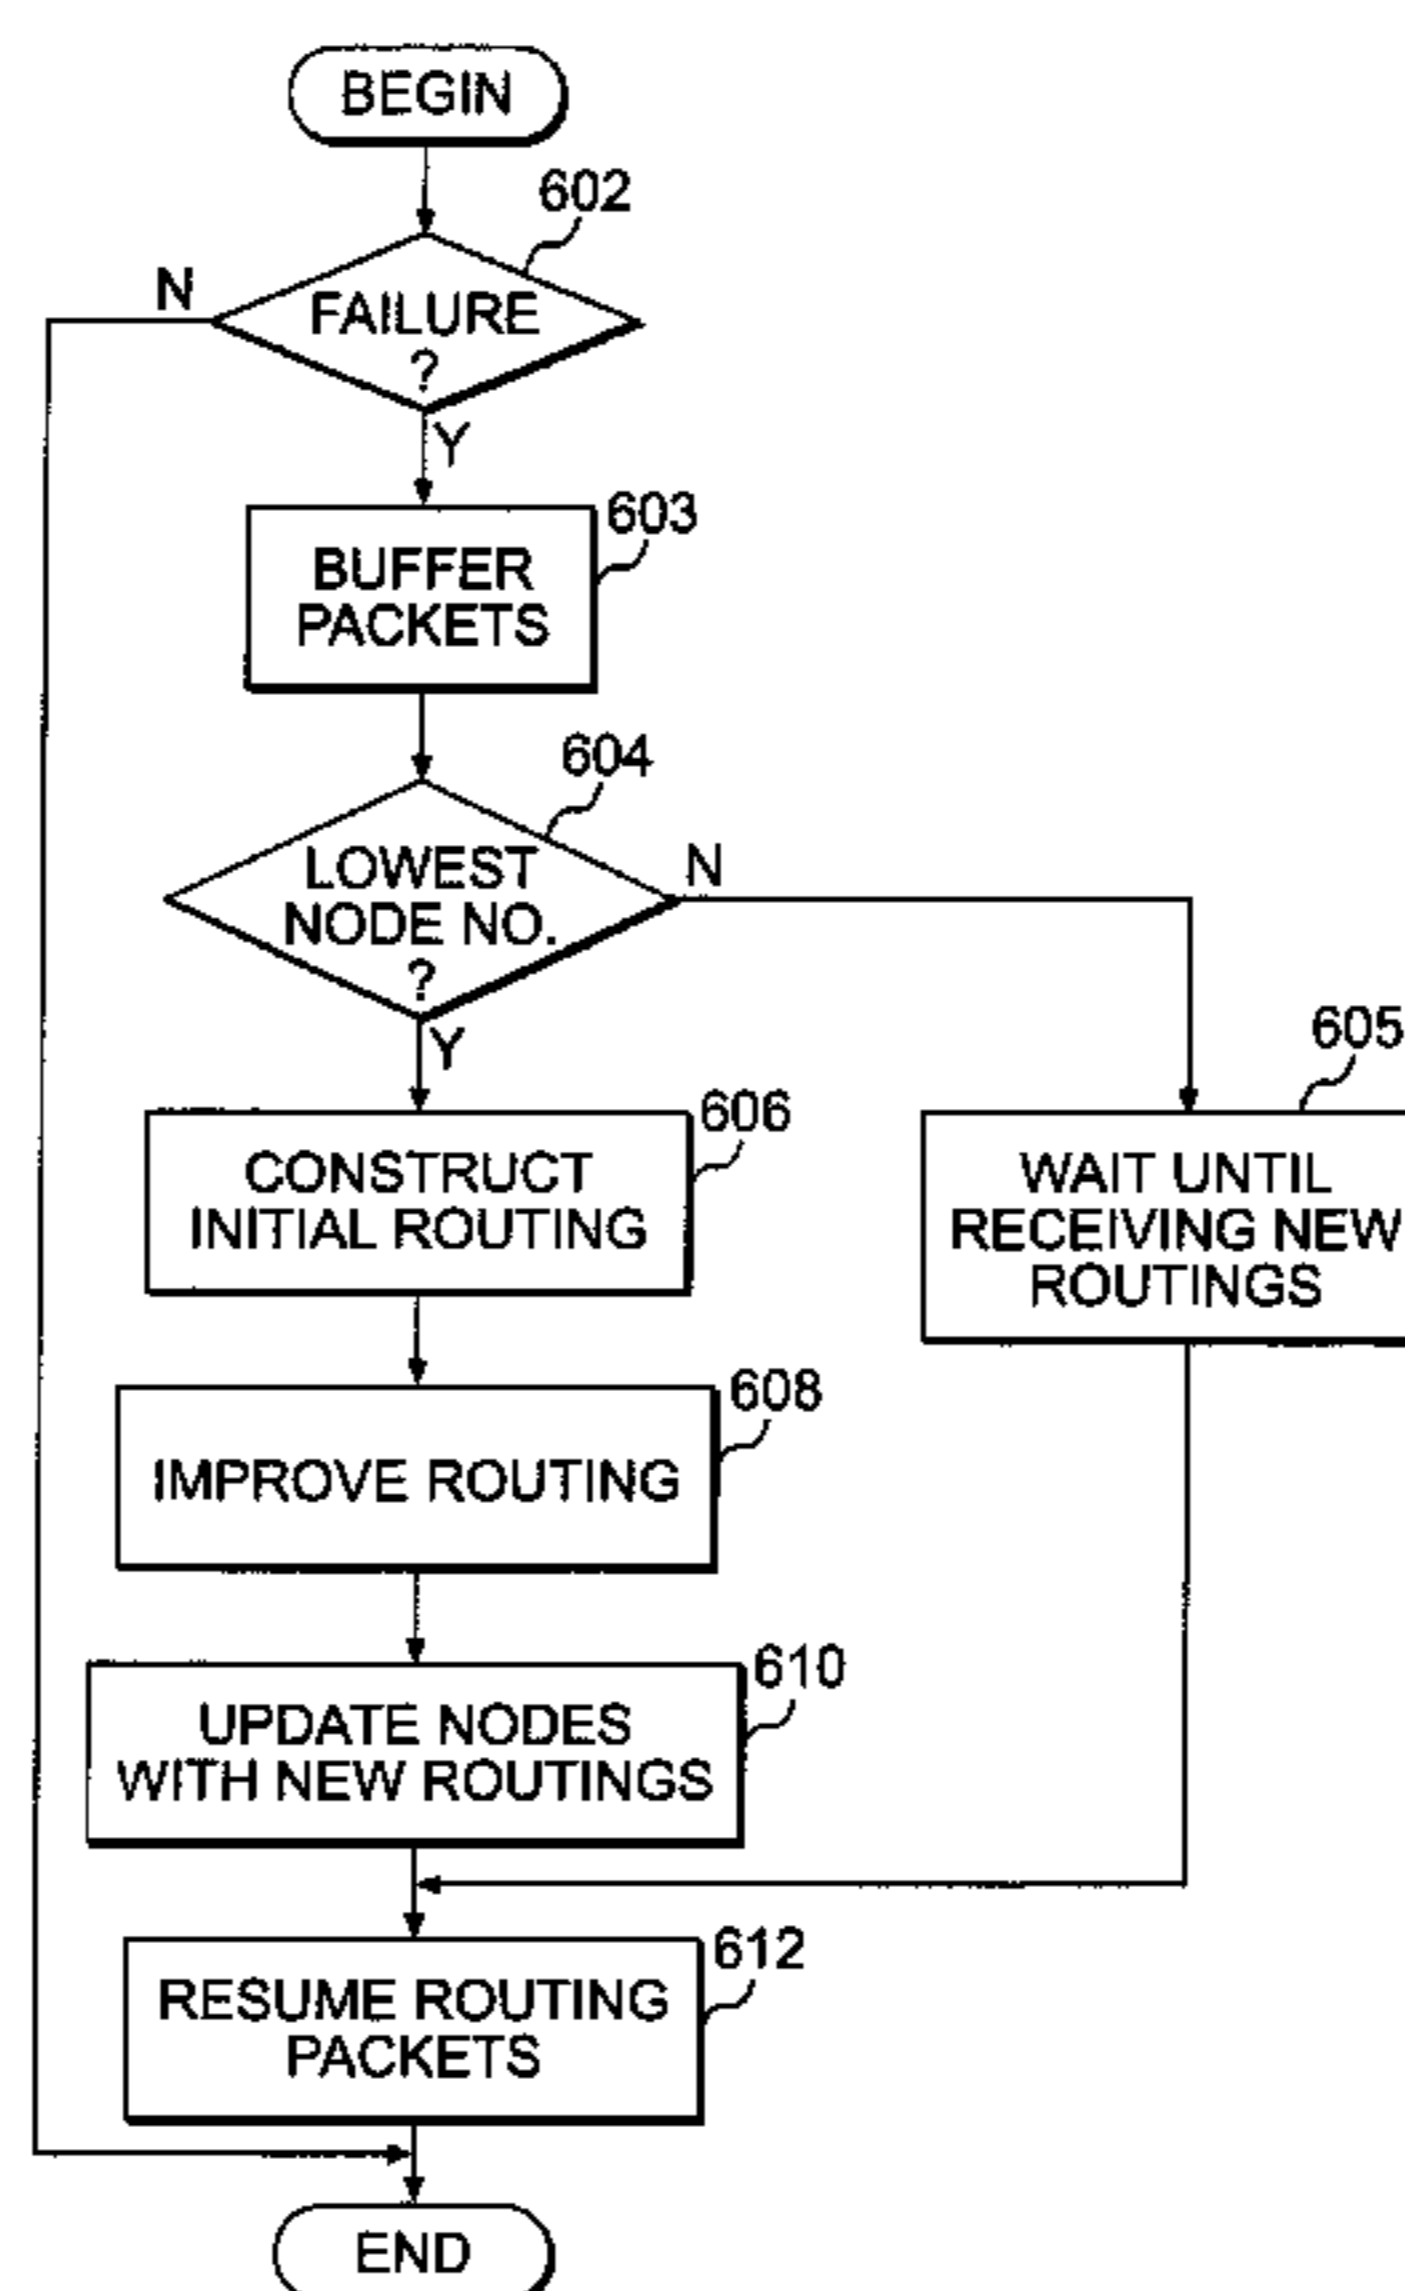 BEGIN
602
N
FAILURE
?
Y
603
BUFFER
PACKETS
604
LOWEST
NODE NO.
?
N
Y
605
606
CONSTRUCT
INITIAL ROUTING
WAIT UNTIL
RECEIVING NEW
ROUTINGS
608
IMPROVE ROUTING
610
UPDATE NODES
WITH NEW ROUTINGS
612
RESUME ROUTING
PACKETS
END